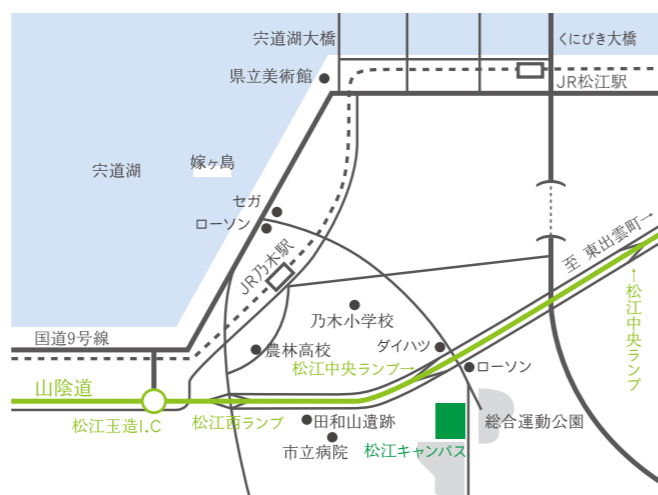 宍道湖大橋
くにびき大橋
県立美術館
JR松江駅
宍道湖
嫁ヶ島
セガ
ローソン
JR乃木駅
至 東出雲町→
←松江中央ランプ
乃木小学校
国道9号線
農林高校
ダイハツ
松江中央ランプ→
ローソン
山陰道
松江玉造I.C
松江西ランプ
田和山遺跡
総合運動公園
市立病院
松江キャンパス